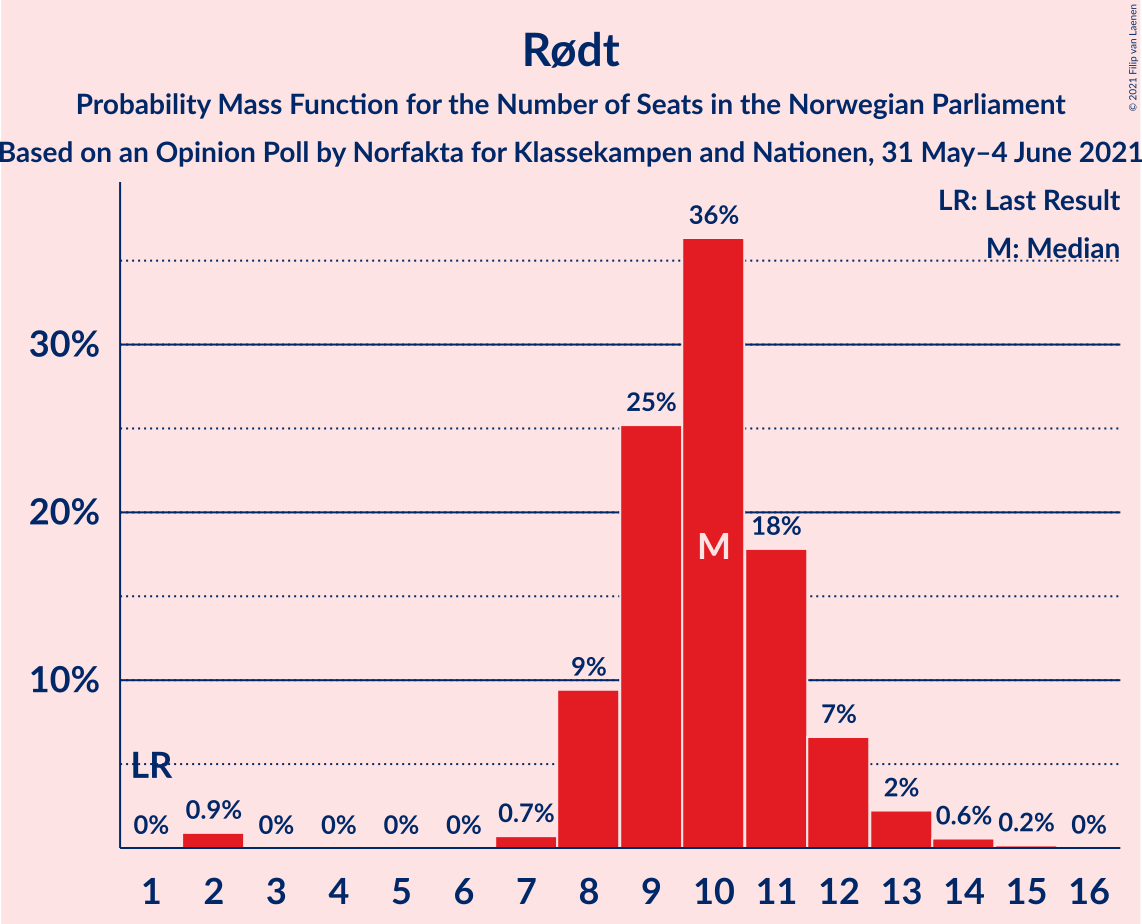 Rødt
Probability Mass Function for the Number of Seats in the Norwegian Parliament
Based on an Opinion Poll by Norfakta for Klassekampen and Nationen, 31 May–4 June 2021
© 2021 Filip van Laenen
LR: Last Result
M: Median
36%
30%
25%
20%
18%
M
10%
9%
7%
LR
2%
0% 0.9% 0% 0% 0% 0% 0.7% 0.6% 0.2% 0%
1 2 3 4 5 6 7 8 9 10 11 12 13 14 15 16